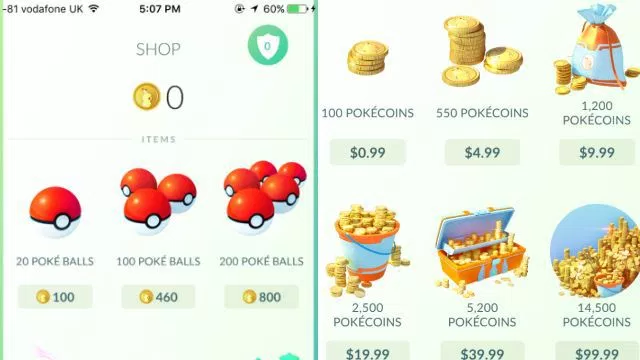 -81 vodafone UK 5:07 PM 60%
SHOP
0
0
ITEMS
20 POKÉ BALLS 100 POKÉ BALLS 200 POKÉ BALLS
100 460 800
100 POKÉCOINS 550 POKÉCOINS 1,200
POKÉCOINS
$0.99 $4.99 $9.99
2,500 5,200 14,500
POKÉCOINS POKÉCOINS POKÉCOINS
$19.99 $39.99 $99.99